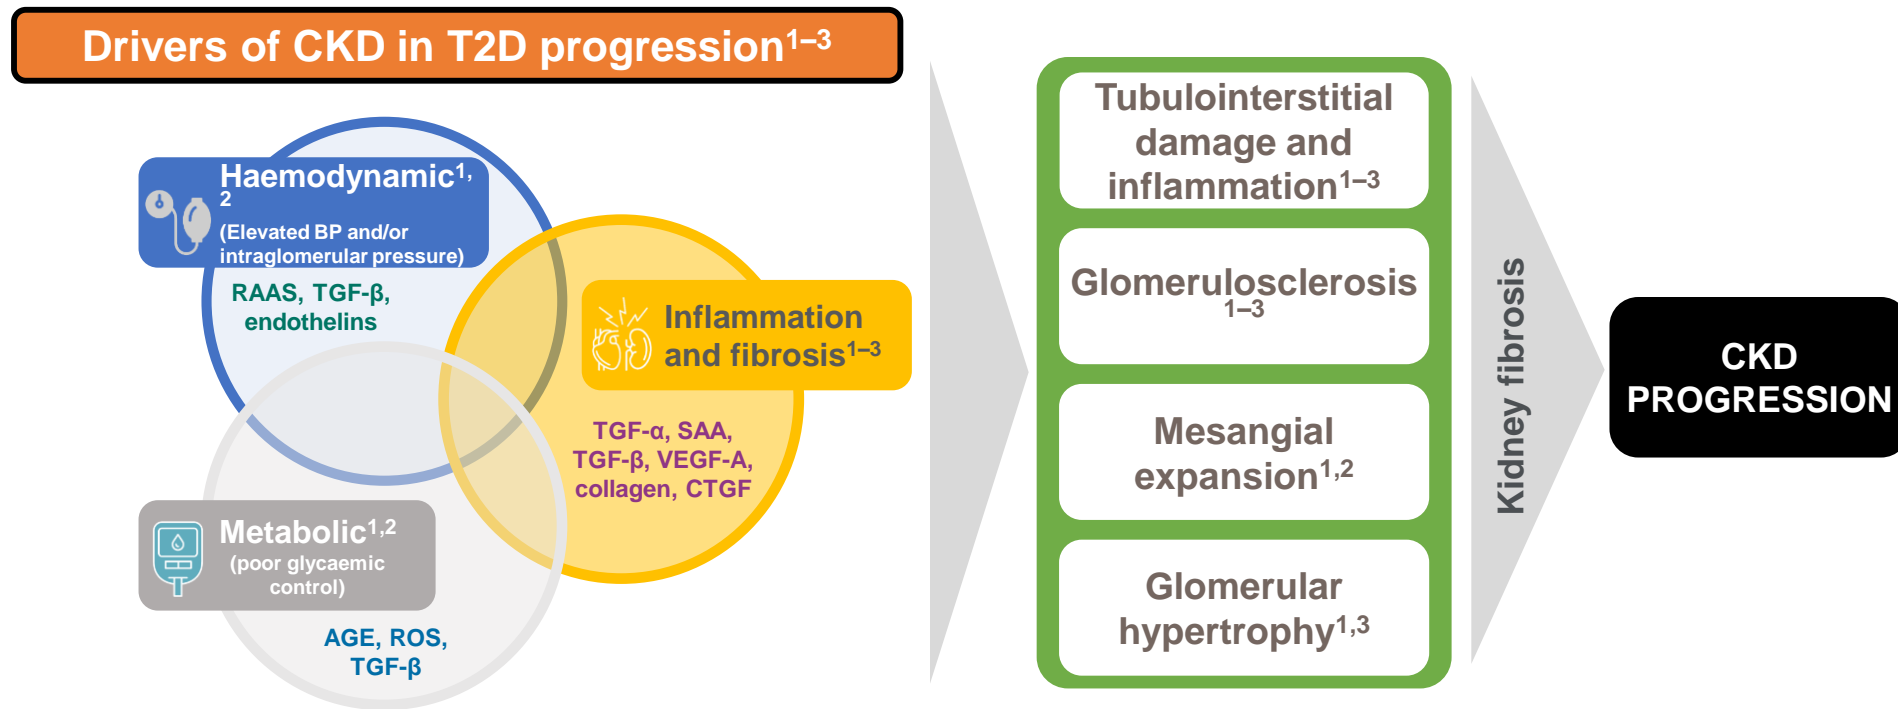 Drivers of CKD in T2D progression¹⁻³
Haemodynamic¹,
²
(Elevated BP and/or
intraglomerular pressure)
RAAS, TGF-β,
endothelins
Inflammation
and fibrosis¹⁻³
TGF-α, SAA,
TGF-β, VEGF-A,
collagen, CTGF
Metabolic¹,²
(poor glycaemic
control)
AGE, ROS,
TGF-β
Tubulointerstitial
damage and
inflammation¹⁻³
Glomerulosclerosis
¹⁻³
Mesangial
expansion¹,²
Glomerular
hypertrophy¹,³
Kidney fibrosis
CKD
PROGRESSION